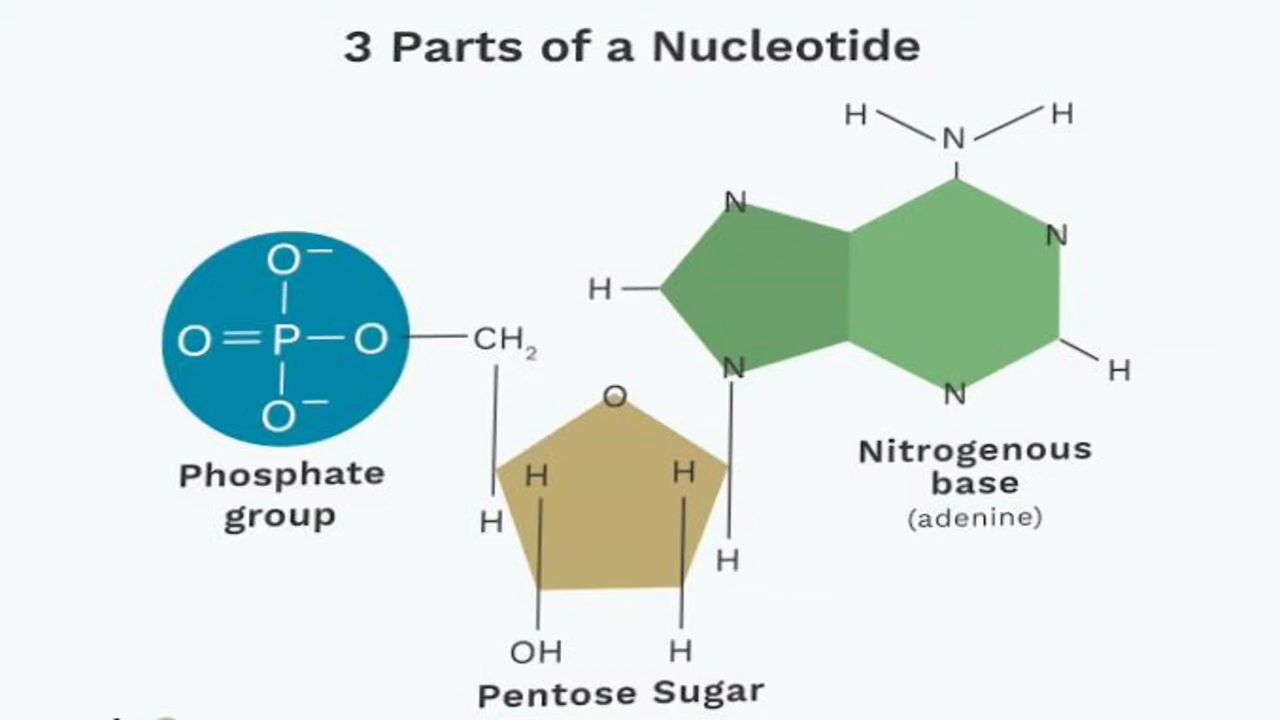 3 Parts of a Nucleotide
H N H
N
N
H
O⁻
O=P–O
O⁻
CH₂
N
H
N
O
H H
H
H
OH H
Phosphate
group
Nitrogenous
base
(adenine)
Pentose Sugar